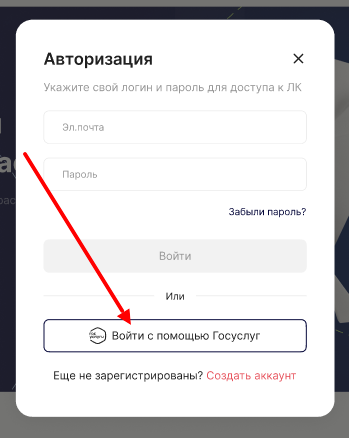 Авторизация
Укажите свой логин и пароль для доступа к ЛК
Эл.почта
Пароль
Забыли пароль?
Войти
Или
Войти с помощью Госуслуг
Еще не зарегистрированы? Создать аккаунт